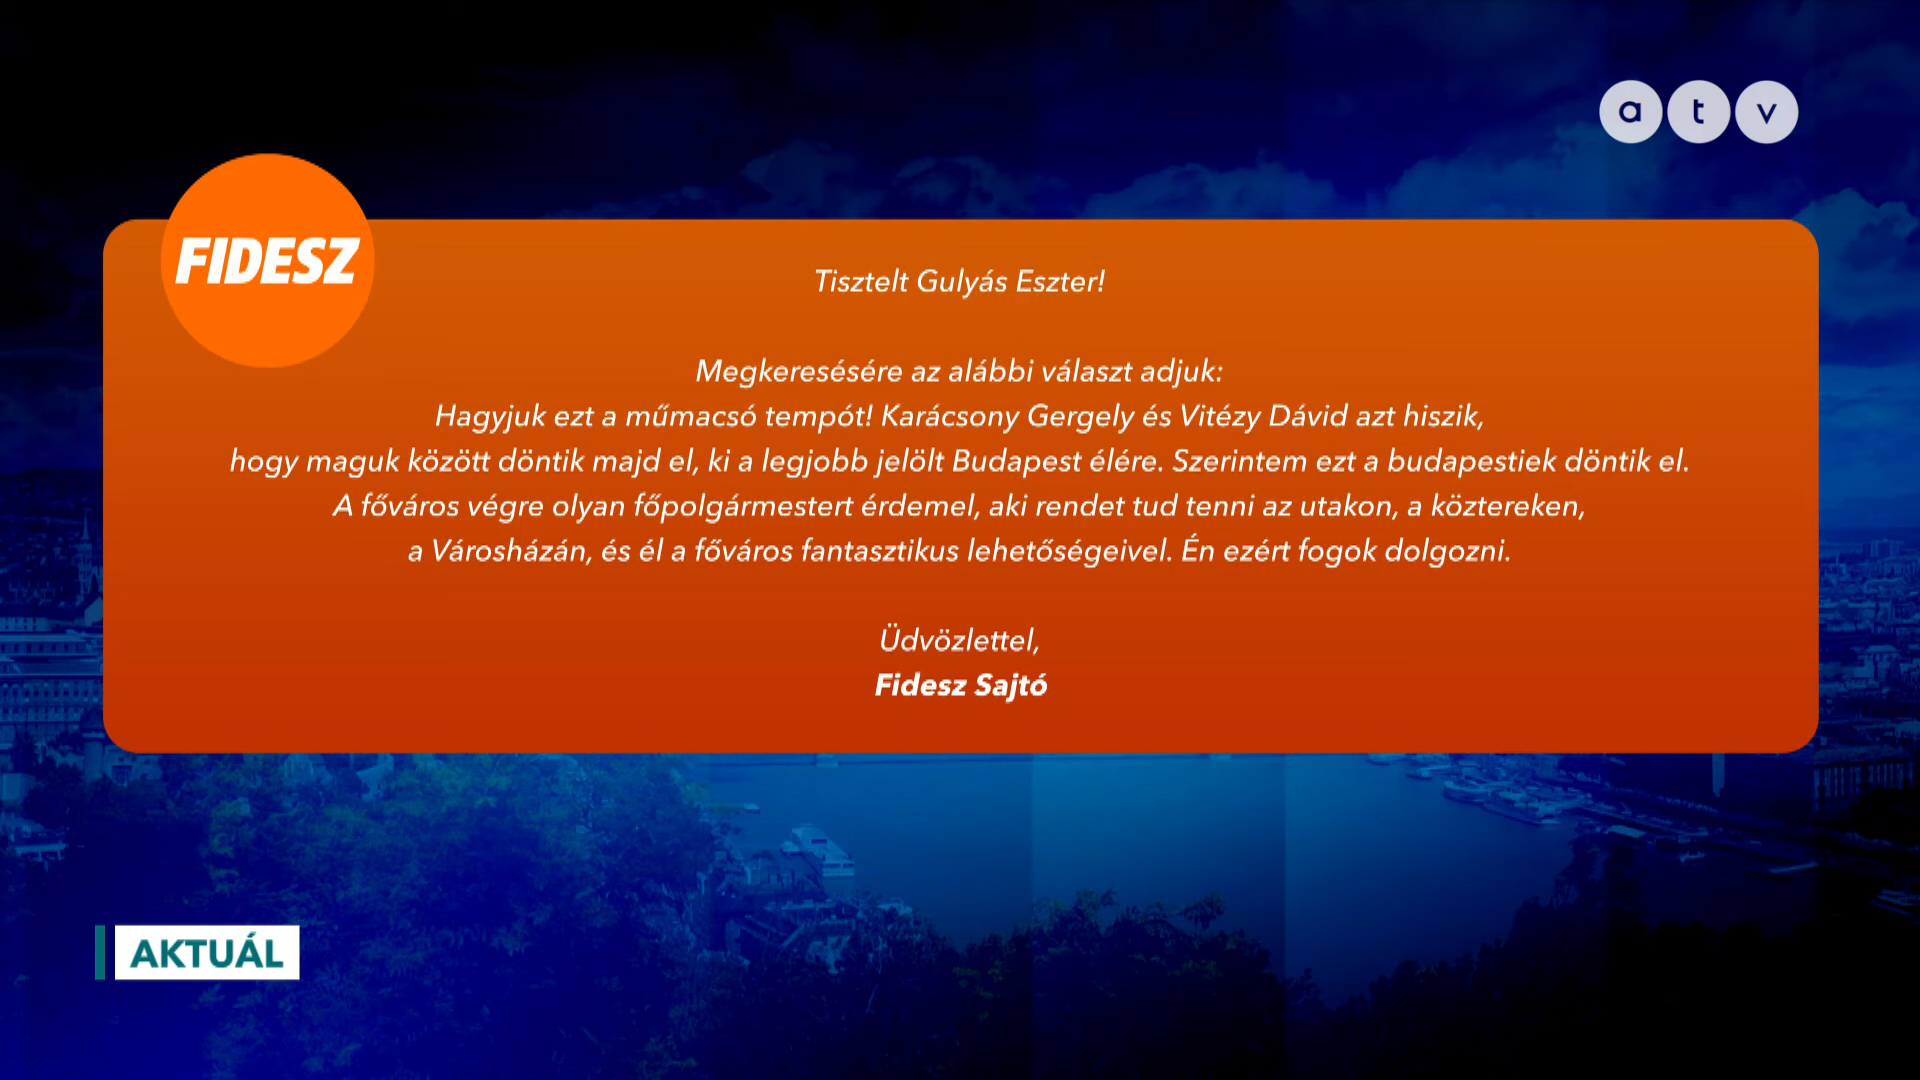 a t v
FIDESZ
Tisztelt Gulyás Eszter!
Megkeresésére az alábbi választ adjuk:
Hagyjuk ezt a műmacsó tempót! Karácsony Gergely és Vitézy Dávid azt hiszik,
hogy maguk között döntik majd el, ki a legjobb jelölt Budapest élére. Szerintem ezt a budapestiek döntik el.
A főváros végre olyan főpolgármestert érdemel, aki rendet tud tenni az utakon, a köztereken,
a Városházán, és él a főváros fantasztikus lehetőségeivel. Én ezért fogok dolgozni.
Üdvözlettel,
Fidesz Sajtó
AKTUÁL